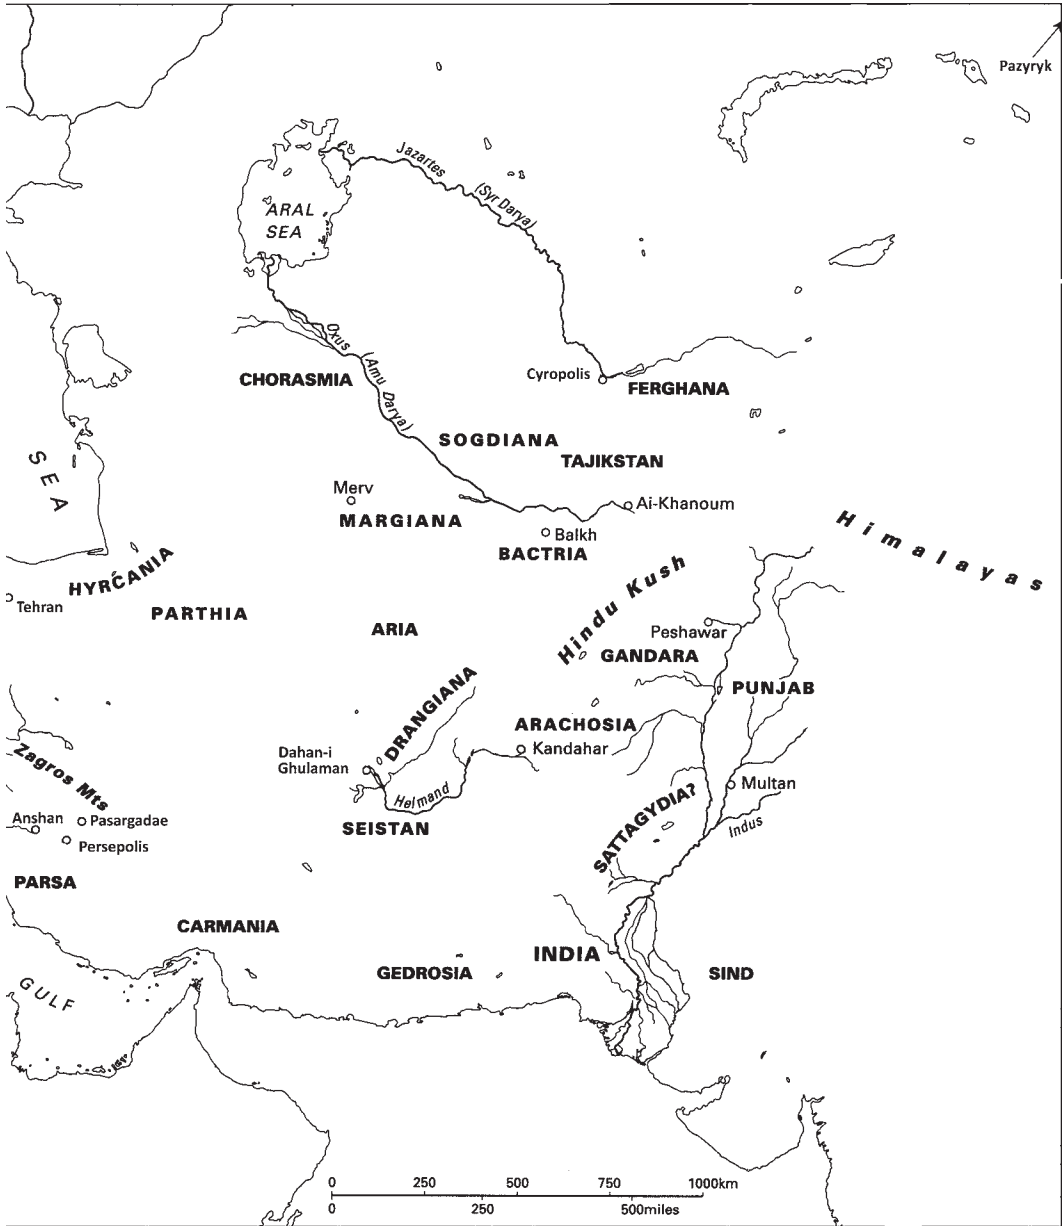 Pazyryk
Jazartes
(Syr Darya)
ARAL
SEA
Oxus
(Amu Darya)
CHORASMIA
Cyropolis
FERGHANA
SOGDIANA
TAJIKSTAN
SEA
Merv
MARGIANA
Ai-Khanoum
Balkh
BACTRIA
Himalayas
HYRCANIA
Tehran
PARTHIA
ARIA
Hindu Kush
Peshawar
GANDARA
PUNJAB
DRANGIANA
ARACHOSIA
Kandahar
Dahan-i
Ghulaman
Zagros Mts
Helmand
Multan
SATTAGYDIA?
Indus
Anshan
Pasargadae
Persepolis
SEISTAN
PARSA
CARMANIA
GEDROSIA
INDIA
SIND
GULF
0 250 500 750 1000km
0 250 500miles